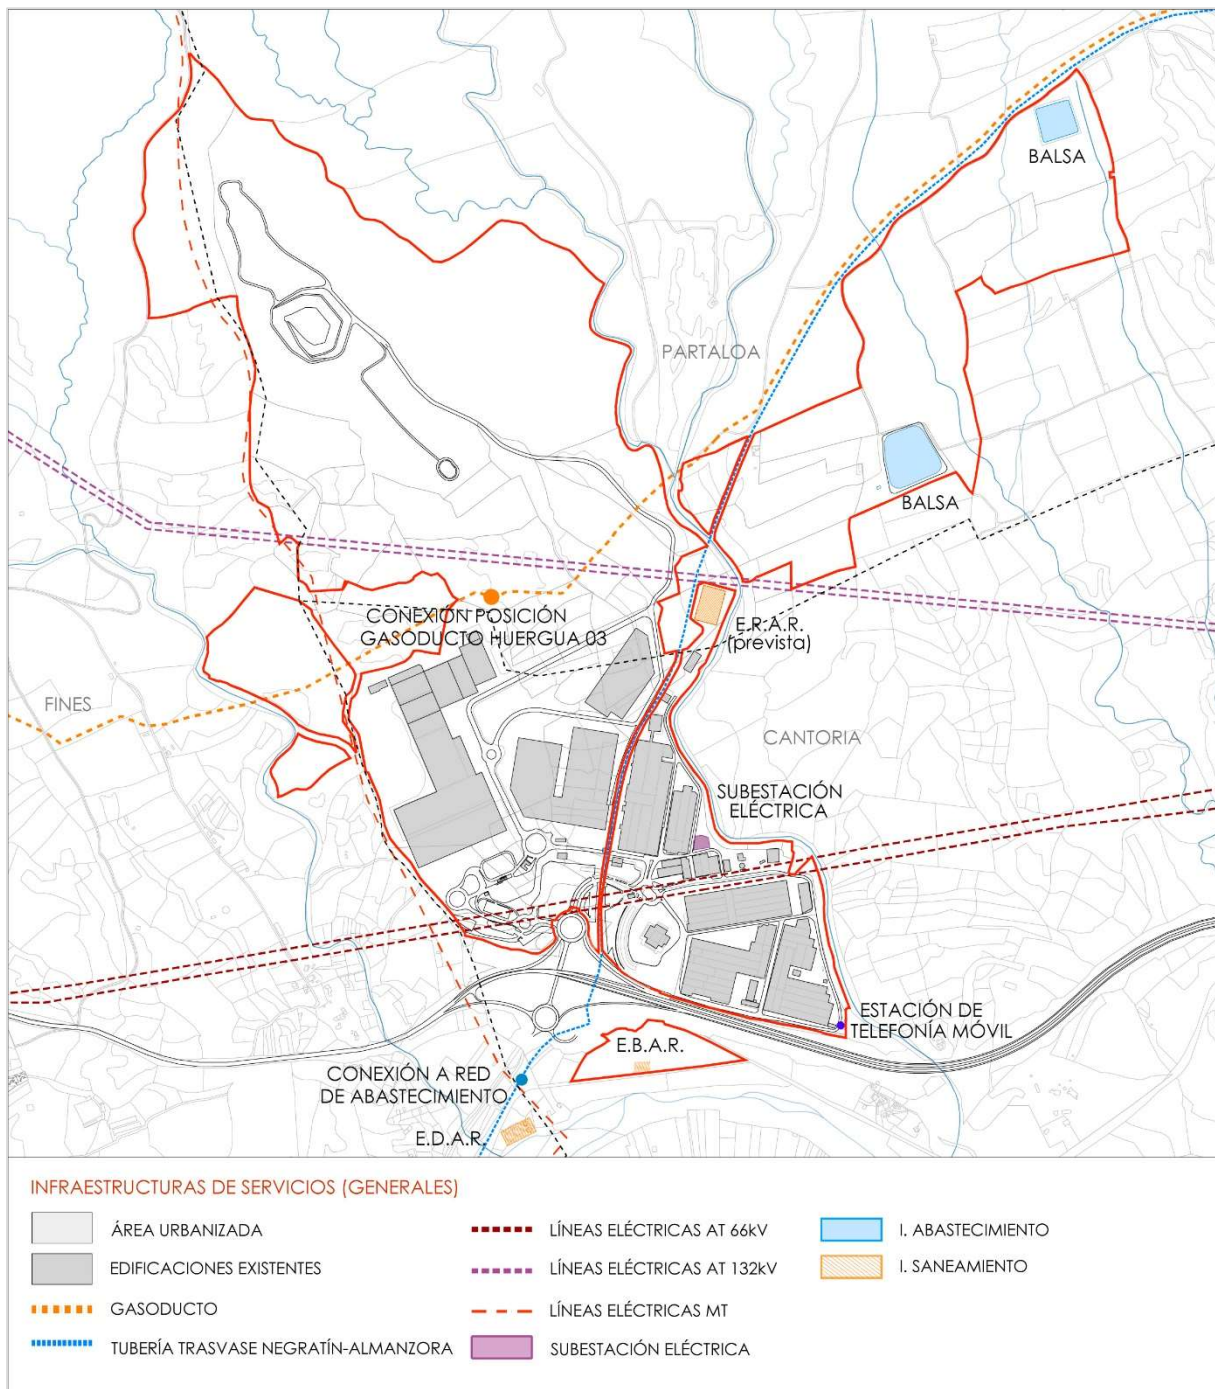 BALSA
PARTALOA
BALSA
CONEXIÓN POSICIÓN
GASODUCTO HUERGUA 03
E.R.A.R.
(prevista)
FINES
CANTORIA
SUBESTACIÓN
ELÉCTRICA
ESTACIÓN DE
TELEFONÍA MÓVIL
E.B.A.R.
CONEXIÓN A RED
DE ABASTECIMIENTO
E.D.A.R.
INFRAESTRUCTURAS DE SERVICIOS (GENERALES)
ÁREA URBANIZADA
EDIFICACIONES EXISTENTES
GASODUCTO
TUBERÍA TRASVASE NEGRATÍN-ALMANZORA
LÍNEAS ELÉCTRICAS AT 66kV
LÍNEAS ELÉCTRICAS AT 132kV
LÍNEAS ELÉCTRICAS MT
SUBESTACIÓN ELÉCTRICA
I. ABASTECIMIENTO
I. SANEAMIENTO